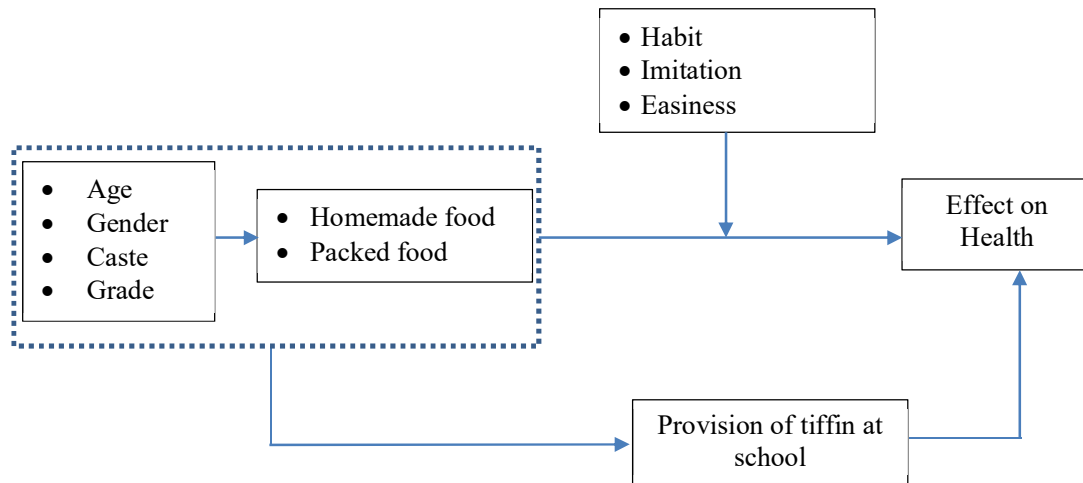 • Habit
• Imitation
• Easiness
• Age
• Gender
• Caste
• Grade
• Homemade food
• Packed food
Effect on
Health
Provision of tiffin at
school